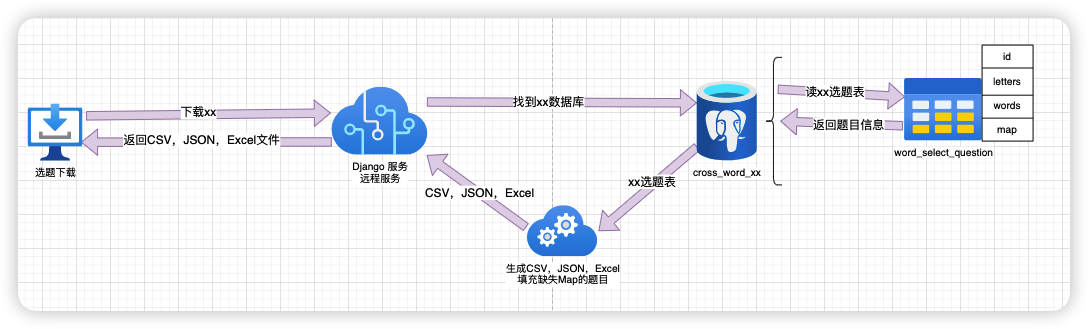 下载xx
返回CSV，JSON，Excel文件
选题下载
Django 服务
远程服务
找到xx数据库
CSV，JSON，Excel
xx选题表
生成CSV，JSON，Excel
填充缺失Map的题目
cross_word_xx
读xx选题表
返回题目信息
word_select_question
id
letters
words
map